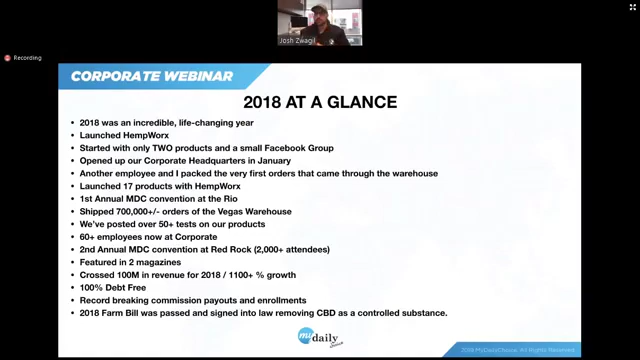 Josh Zwagil
Recording
CORPORATE WEBINAR
2018 AT A GLANCE
• 2018 was an incredible, life-changing year
• Launched HempWorx
• Started with only TWO products and a small Facebook Group
• Opened up our Corporate Headquarters in January
• Another employee and I packed the very first orders that came through the warehouse
• Launched 17 products with HempWorx
• 1st Annual MDC convention at the Rio
• Shipped 700,000+/- orders of the Vegas Warehouse
• We've posted over 50+ tests on our products
• 60+ employees now at Corporate
• 2nd Annual MDC convention at Red Rock (2,000+ attendees)
• Featured in 2 magazines
• Crossed 100M in revenue for 2018 / 1100+ % growth
• 100% Debt Free
• Record breaking commission payouts and enrollments
• 2018 Farm Bill was passed and signed into law removing CBD as a controlled substance.
my daily
Choice
2018 MyDailyChoice. All Rights Reserved